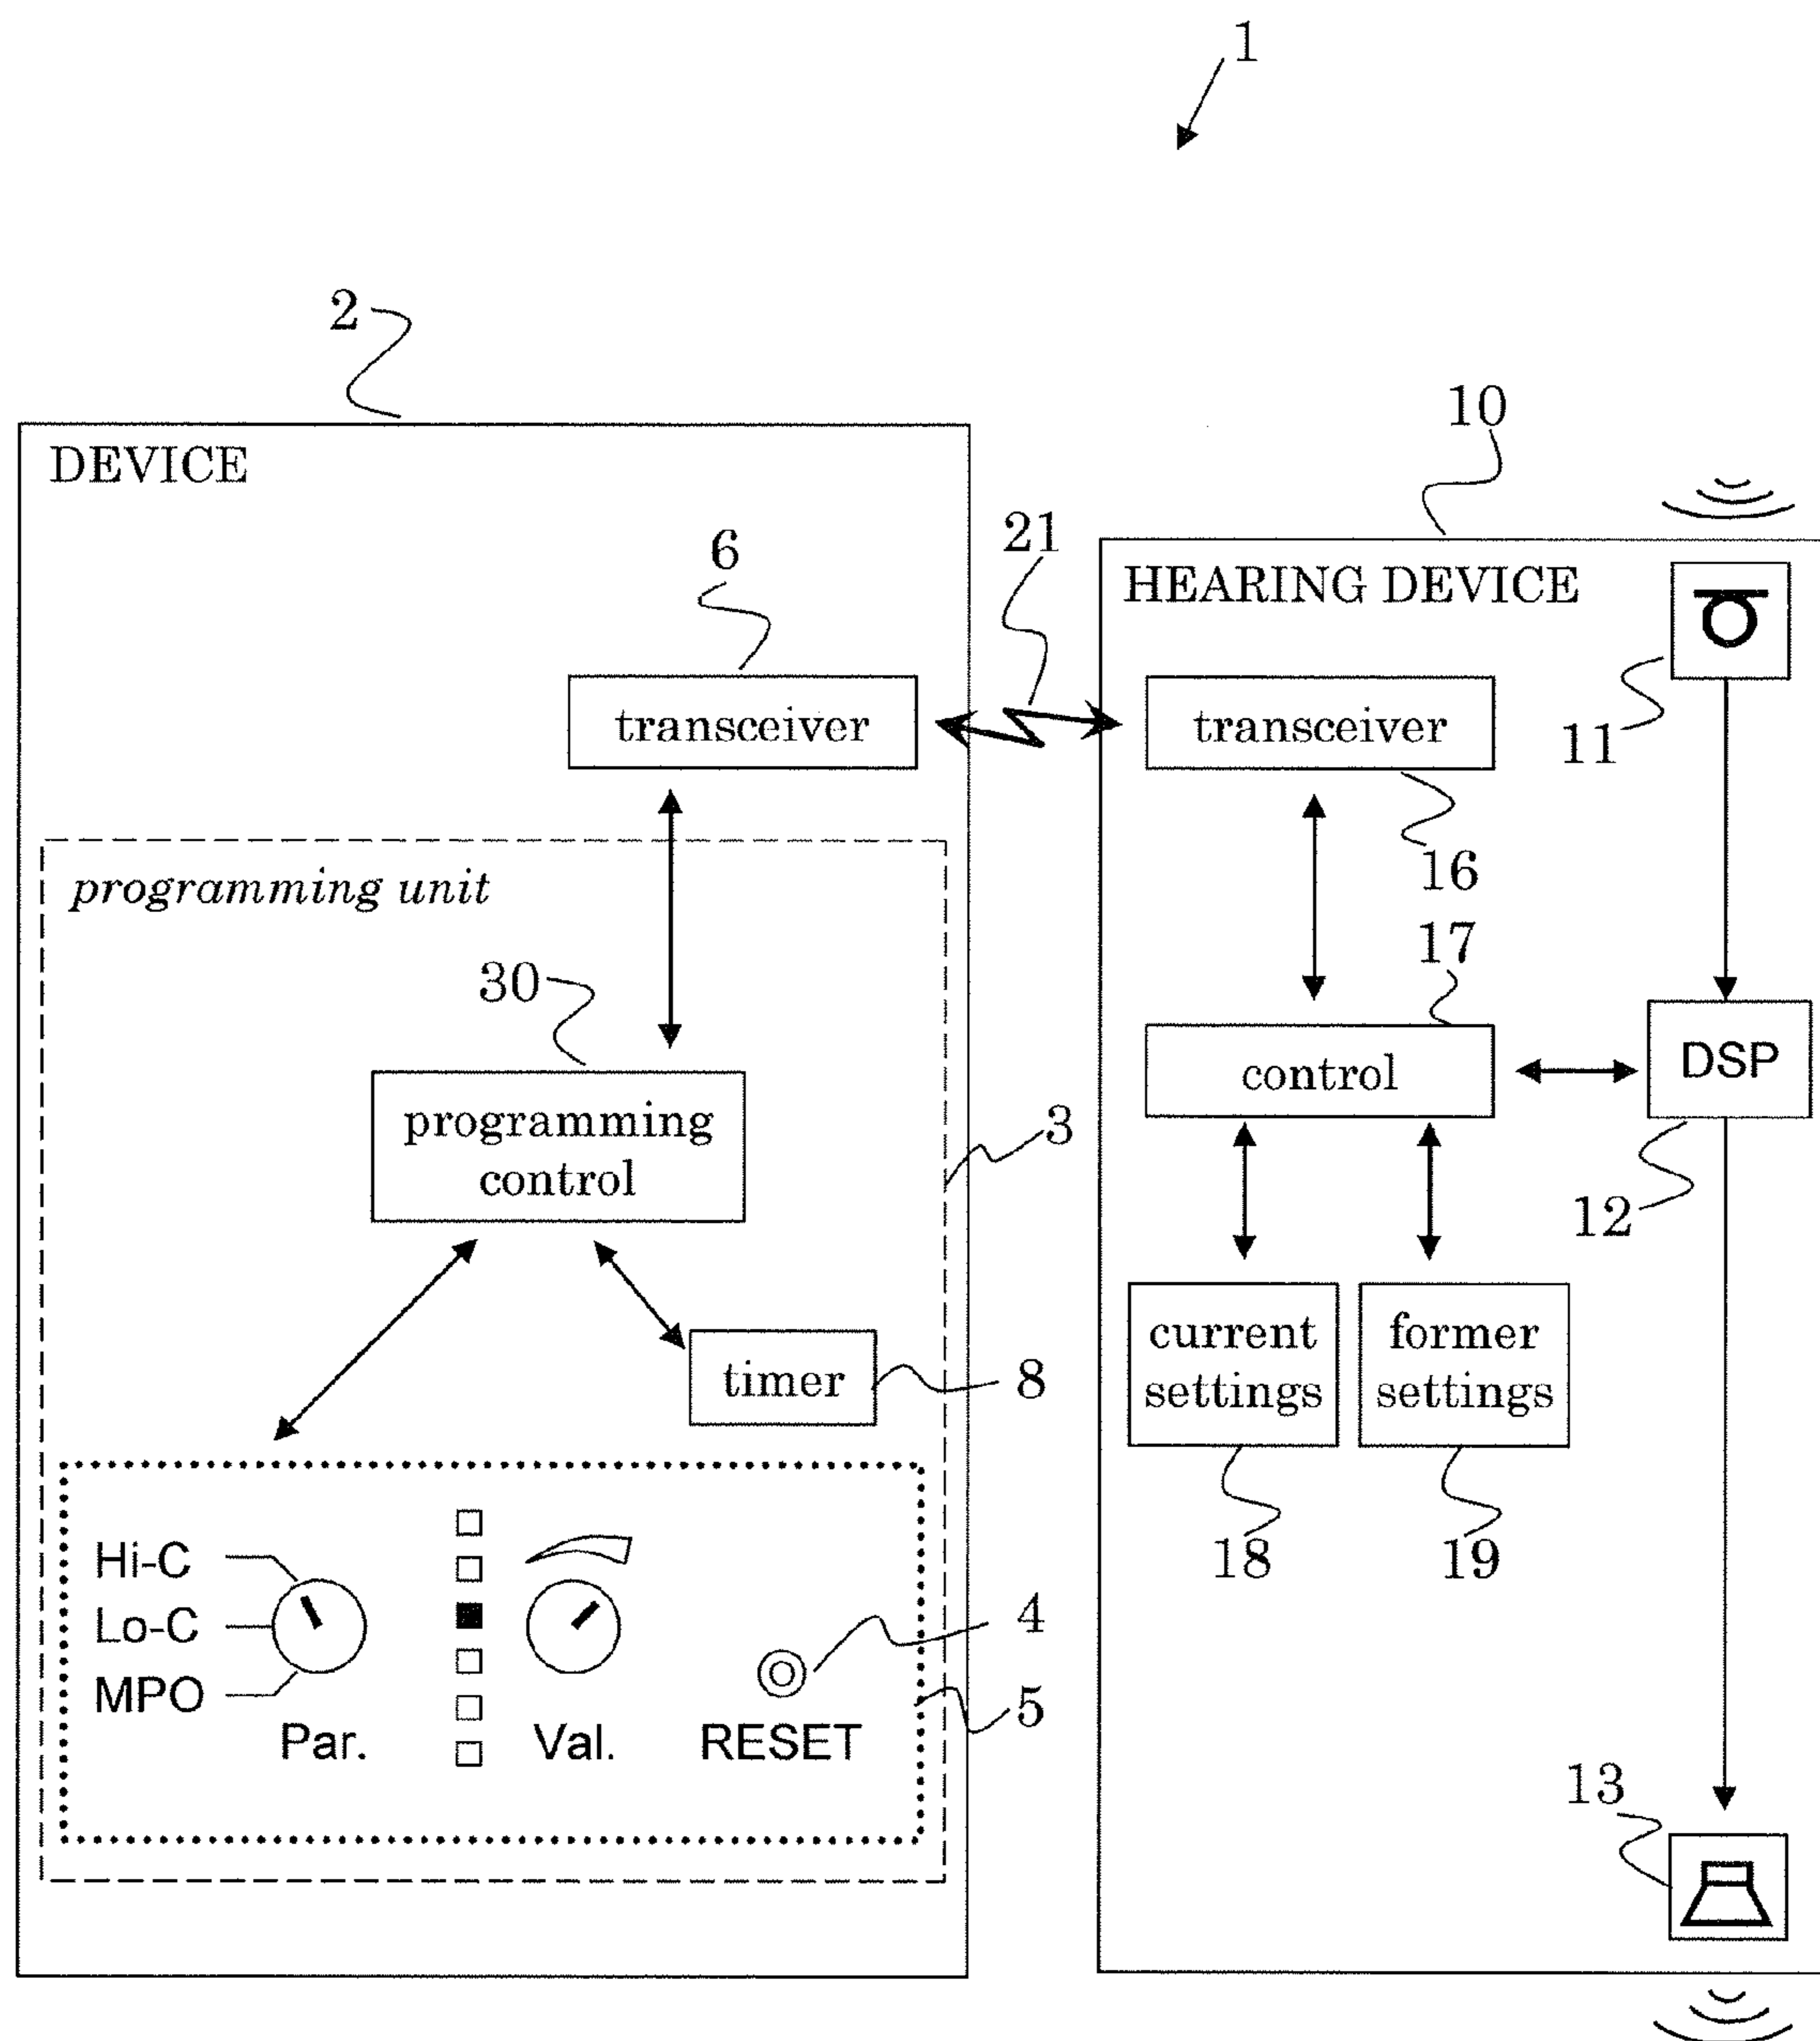 1
2
10
DEVICE
6
21
HEARING DEVICE
transceiver
transceiver
11
16
programming unit
17
30
control
DSP
programming
control
3
12
timer
8
current
settings
former
settings
18
19
Hi-C
Lo-C
MPO
Par.
Val.
RESET
4
5
13